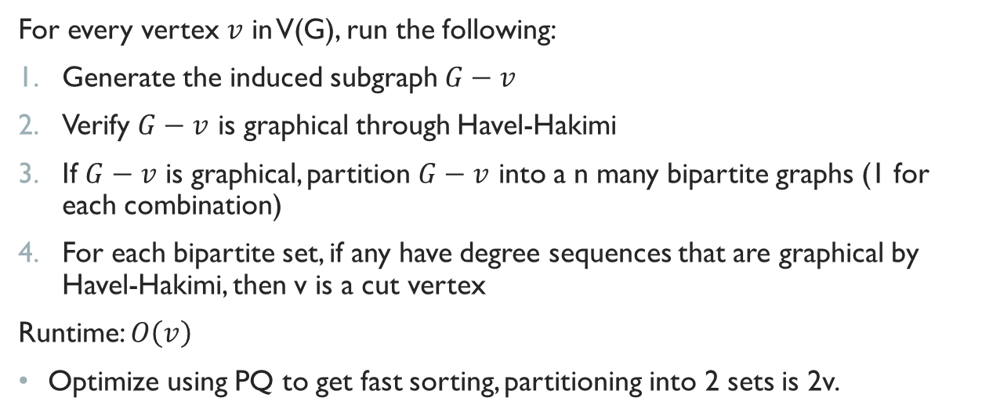 For every vertex 𝑣 in V(G), run the following:
1. Generate the induced subgraph 𝐺 − 𝑣
2. Verify 𝐺 − 𝑣 is graphical through Havel-Hakimi
3. If 𝐺 − 𝑣 is graphical, partition 𝐺 − 𝑣 into a n many bipartite graphs (1 for
each combination)
4. For each bipartite set, if any have degree sequences that are graphical by
Havel-Hakimi, then v is a cut vertex
Runtime: 𝑂(𝑣)
• Optimize using PQ to get fast sorting, partitioning into 2 sets is 2v.